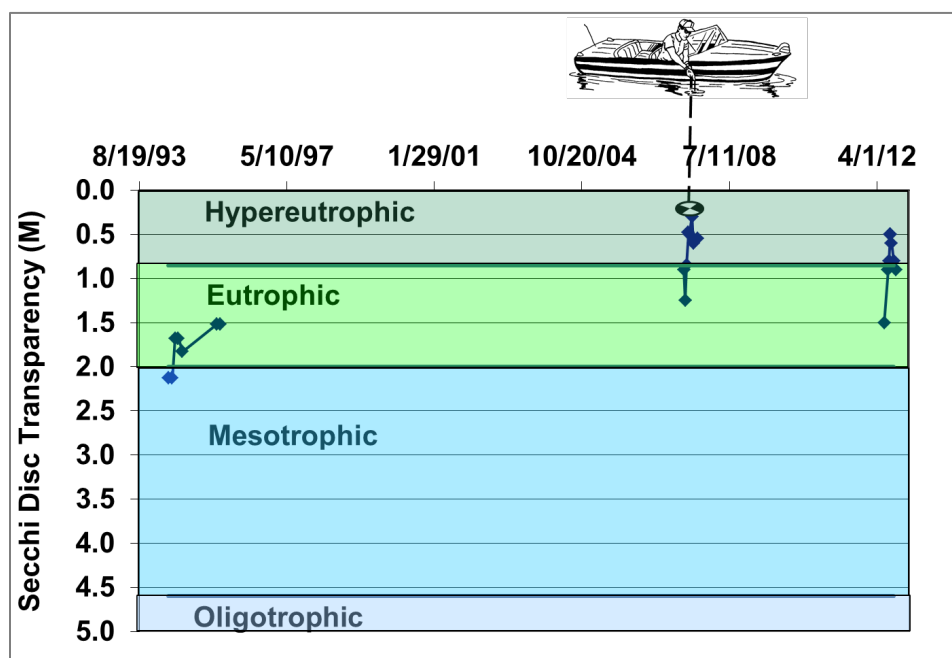 8/19/93 5/10/97 1/29/01 10/20/04 7/11/08 4/1/12
Secchi Disc Transparency (M)
0.0
Hypereutrophic
0.5
1.0
Eutrophic
1.5
2.0
2.5
Mesotrophic
3.0
3.5
4.0
4.5
Oligotrophic
5.0